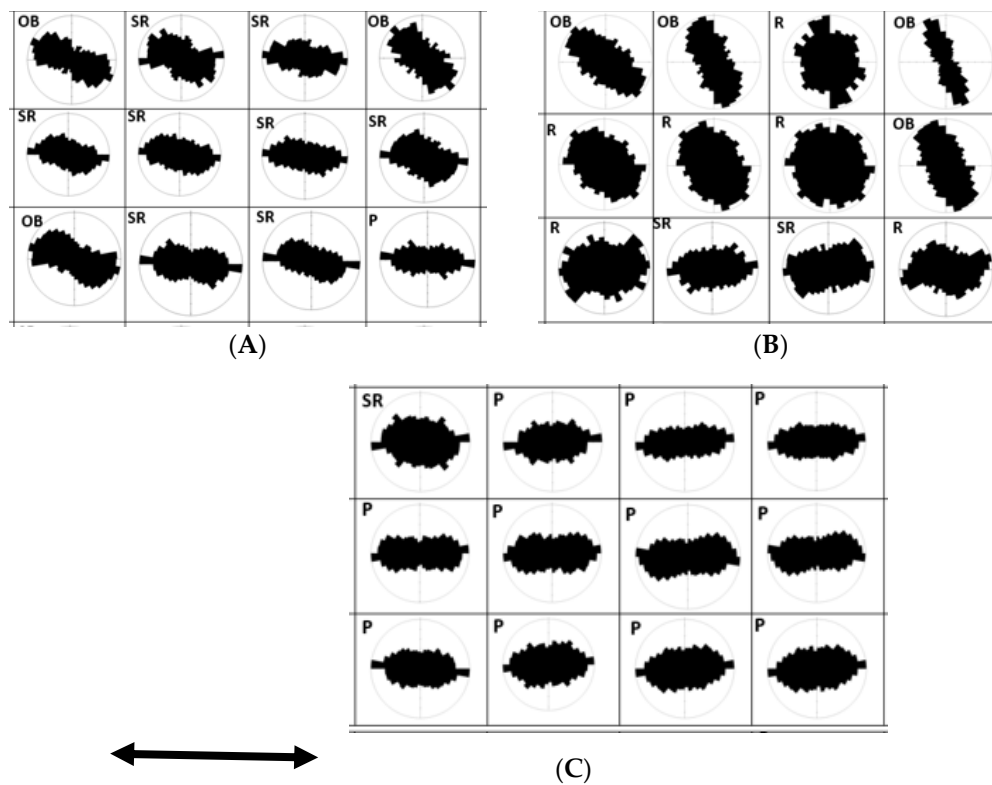 OB SR SR OB
SR SR SR SR
OB SR SR P
(A)
OB OB R OB
R R R OB
R SR SR R
(B)
SR P P P
P P P P
P P P P
(C)